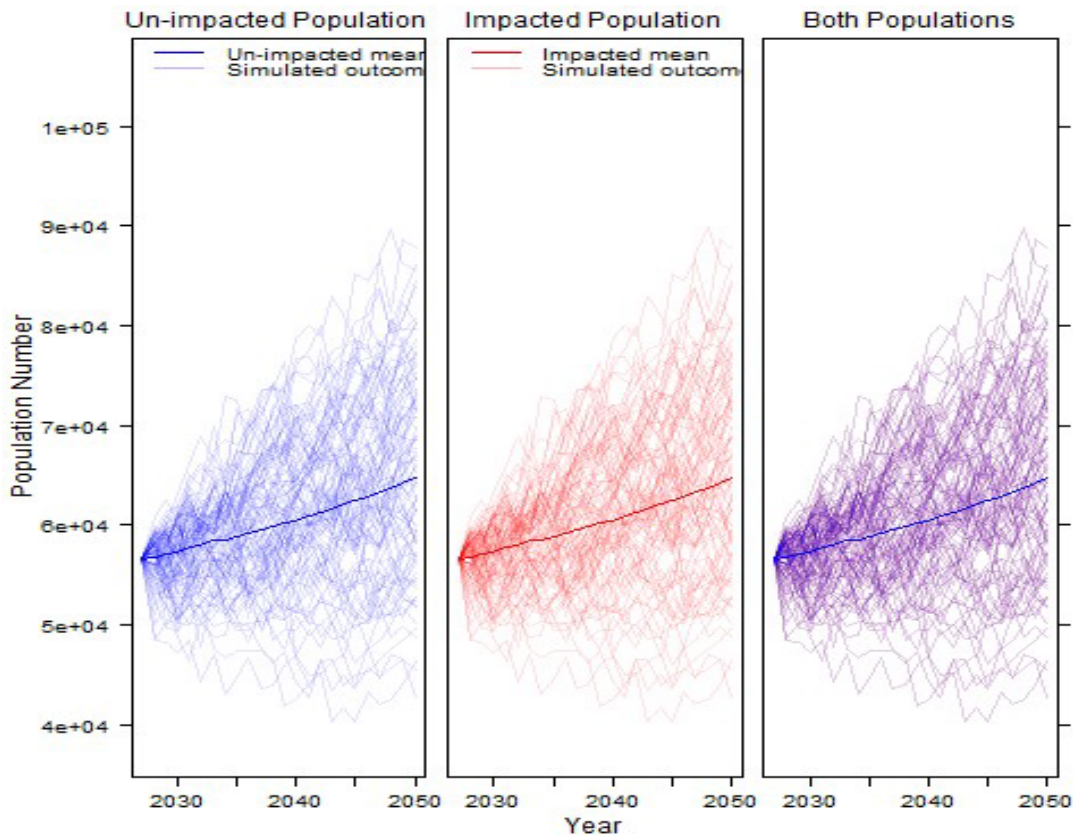 Un-impacted Population
Impacted Population
Both Populations
Un-impacted mean
Simulated outcom
Impacted mean
Simulated outcom
1e+05
9e+04
8e+04
7e+04
6e+04
5e+04
4e+04
Population Number
2030 2040 2050
2030 2040 2050
2030 2040 2050
Year